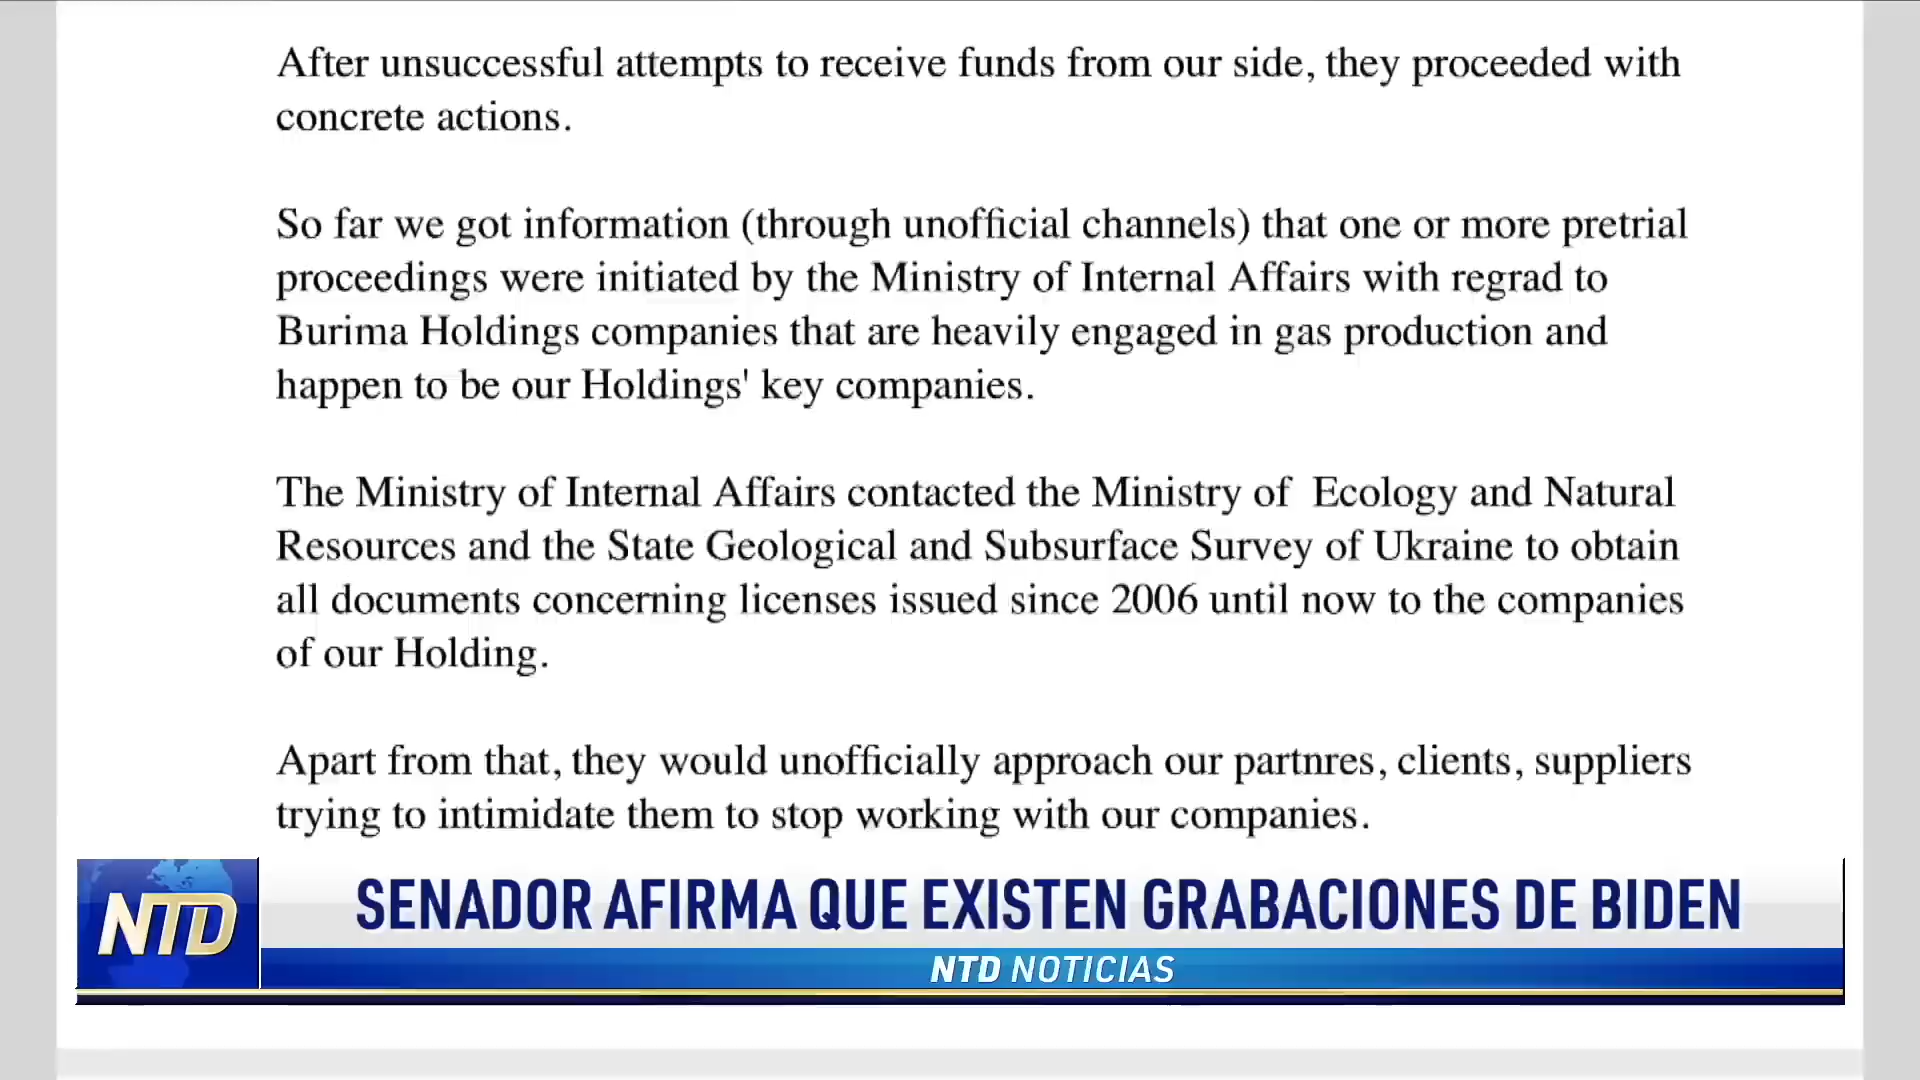 After unsuccessful attempts to receive funds from our side, they proceeded with
concrete actions.
So far we got information (through unofficial channels) that one or more pretrial
proceedings were initiated by the Ministry of Internal Affairs with regrad to
Burima Holdings companies that are heavily engaged in gas production and
happen to be our Holdings' key companies.
The Ministry of Internal Affairs contacted the Ministry of  Ecology and Natural
Resources and the State Geological and Subsurface Survey of Ukraine to obtain
all documents concerning licenses issued since 2006 until now to the companies
of our Holding.
Apart from that, they would unofficially approach our partnres, clients, suppliers
trying to intimidate them to stop working with our companies.
NTD
SENADOR AFIRMA QUE EXISTEN GRABACIONES DE BIDEN
NTD NOTICIAS